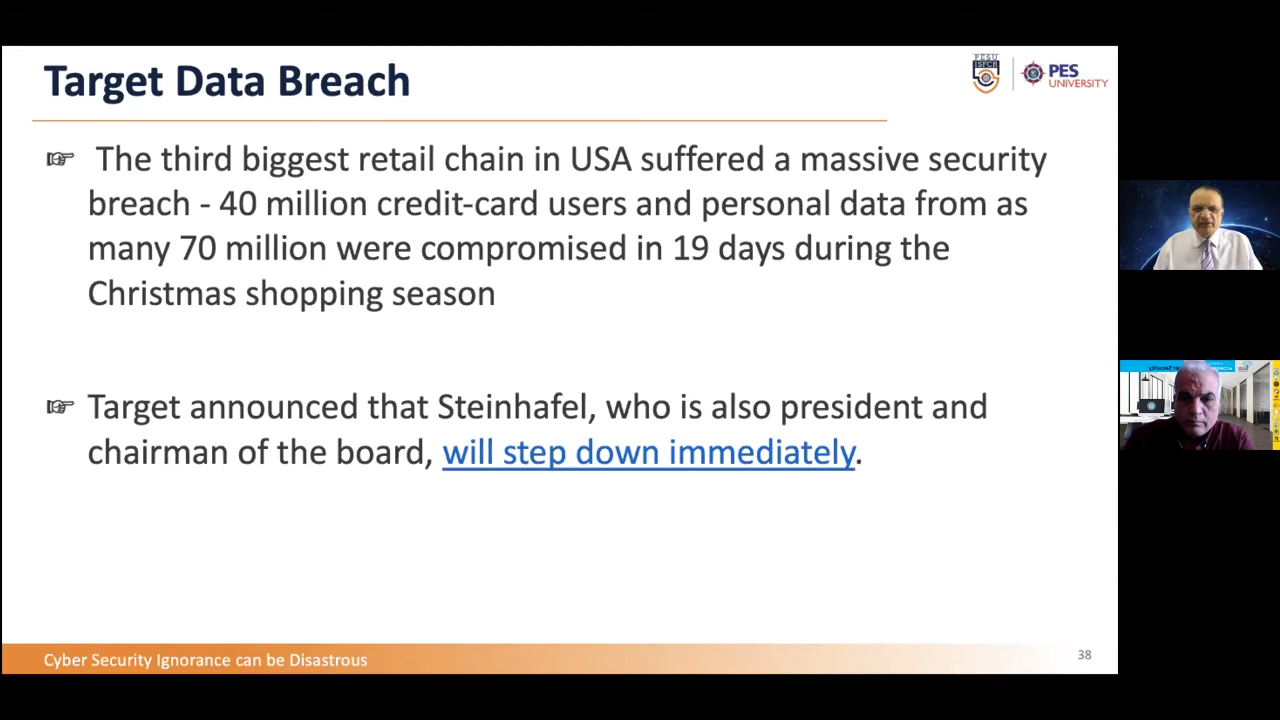 Target Data Breach
PESU
ISFCR
PES
UNIVERSITY
The third biggest retail chain in USA suffered a massive security
breach - 40 million credit-card users and personal data from as
many 70 million were compromised in 19 days during the
Christmas shopping season
Target announced that Steinhafel, who is also president and
chairman of the board, will step down immediately.
Cyber Security Ignorance can be Disastrous
38